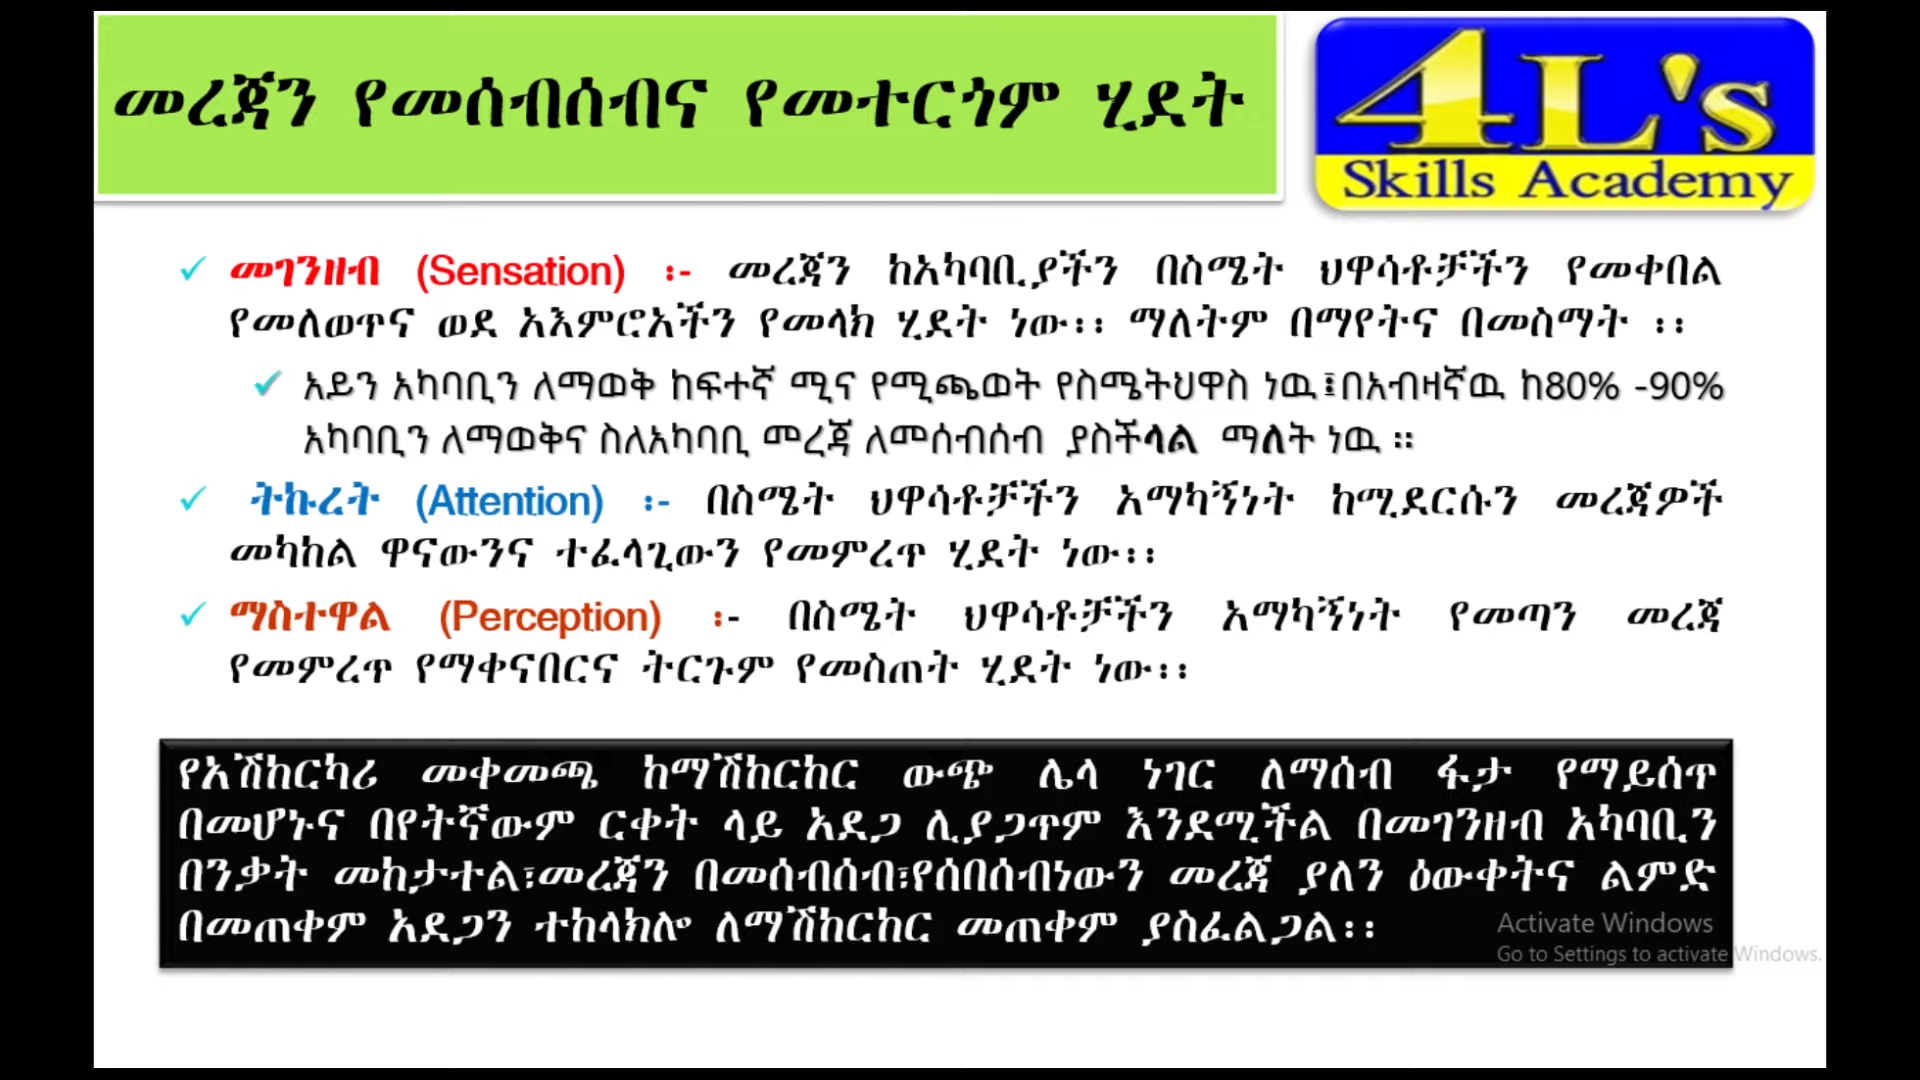 መረጃን የመሰብሰብና የመተርጎም ሂደት
4L's
Skills Academy
✓ መገንዘብ (Sensation) ፡- መረጃን ከአካባቢያችን በስሜት ህዋሳቶቻችን የመቀበል
የመለወጥና ወደ አእምሮአችን የመላክ ሂደት ነው፡፡ ማለትም በማየትና በመስማት ፡፡
✓ አይን አካባቢን ለማወቅ ከፍተኛ ሚና የሚጫወት የስሜትህዋስ ነዉ፤በአብዛኛዉ ከ80% -90%
አካባቢን ለማወቅና ስለአካባቢ መረጃ ለመሰብሰብ ያስችላል ማለት ነዉ ፡፡
✓ ትኩረት (Attention) ፡- በስሜት ህዋሳቶቻችን አማካኝነት ከሚደርሱን መረጃዎች
መካከል ዋናውንና ተፈላጊውን የመምረጥ ሂደት ነው፡፡
✓ ማስተዋል (Perception) ፡- በስሜት ህዋሳቶቻችን አማካኝነት የመጣን መረጃ
የመምረጥ የማቀናበርና ትርጉም የመስጠት ሂደት ነው፡፡
የአሽከርካሪ መቀመጫ ከማሽከርከር ውጭ ሌላ ነገር ለማሰብ ፋታ የማይሰጥ
በመሆኑና በየትኛውም ርቀት ላይ አደጋ ሊያጋጥም እንደሚችል በመገንዘብ አካባቢን
በንቃት መከታተል፣መረጃን በመሰብሰብ፣የሰበሰብነውን መረጃ ያለን ዕውቀትና ልምድ
በመጠቀም አደጋን ተከላክሎ ለማሽከርከር መጠቀም ያስፈልጋል፡፡
Activate Windows
Go to Settings to activate Windows.